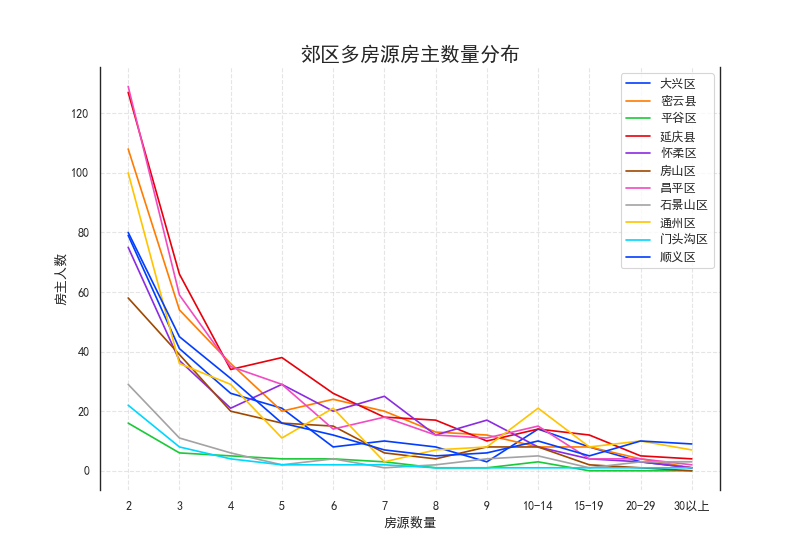 郊区多房源房主数量分布
大兴区
密云县
平谷区
延庆县
怀柔区
房山区
昌平区
石景山区
通州区
门头沟区
顺义区
房主人数
120
100
80
60
40
20
0
2 3 4 5 6 7 8 9 10-14 15-19 20-29 30以上
房源数量